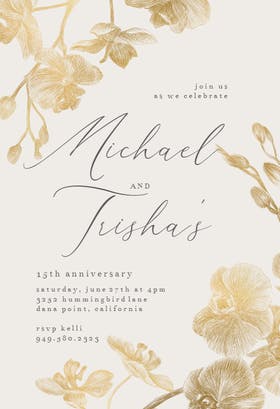 join us
as we celebrate
Michael
AND
Trisha's
15th anniversary
saturday, june 27th at 4pm
3232 hummingbird lane
dana point, california
rsvp kelli
949.380.2323